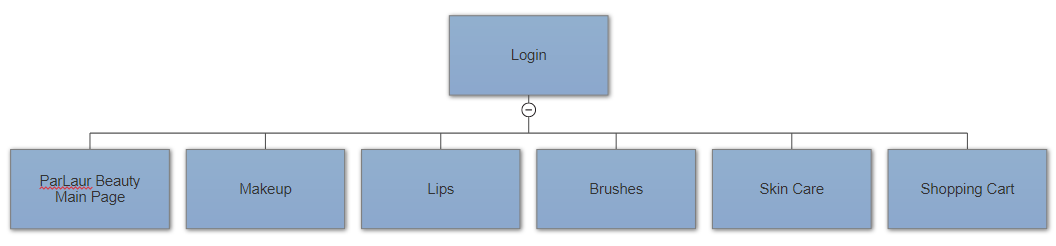 Login
ParLaur Beauty
Main Page
Makeup
Lips
Brushes
Skin Care
Shopping Cart